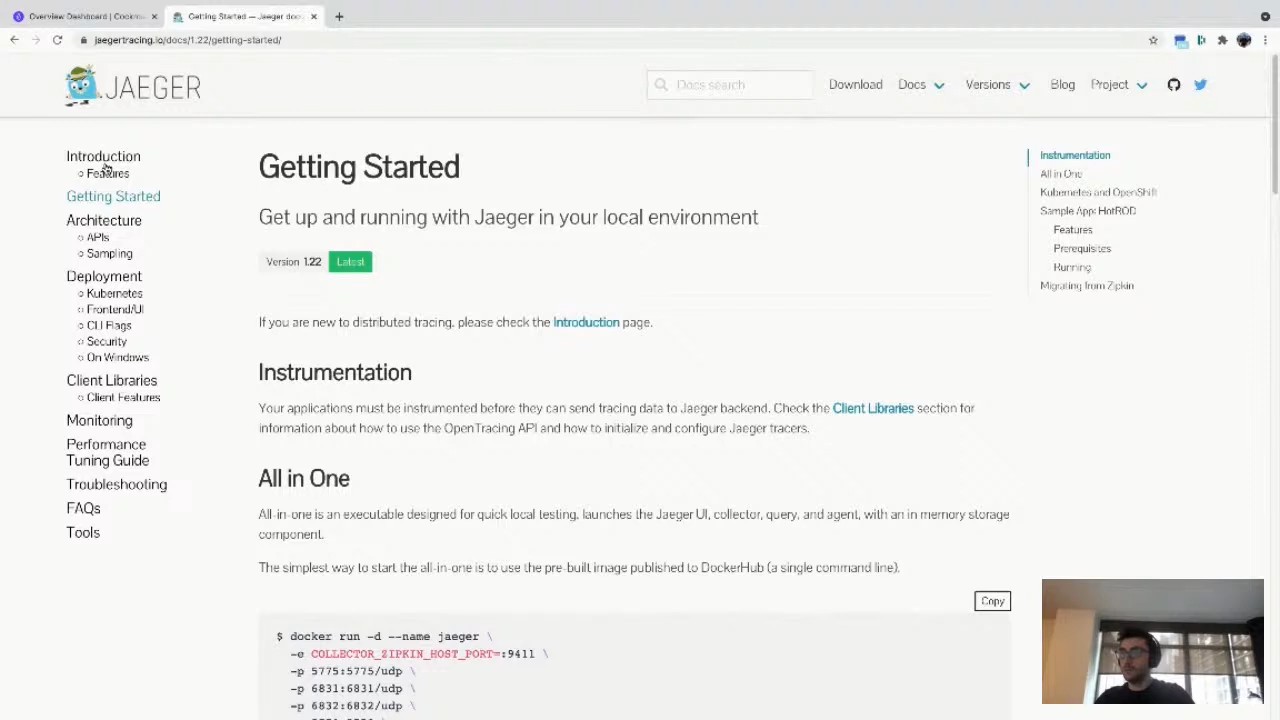 Overview Dashboard | Cookm
Getting Started — Jaeger doc
jaegertracing.io/docs/1.22/getting-started/
JAEGER
Docs search
Download
Docs
Versions
Blog
Project
Introduction
Features
Getting Started
Architecture
APIs
Sampling
Deployment
Kubernetes
Frontend/UI
CLI Flags
Security
On Windows
Client Libraries
Client Features
Monitoring
Performance
Tuning Guide
Troubleshooting
FAQs
Tools
Getting Started
Get up and running with Jaeger in your local environment
Version 1.22 Latest
If you are new to distributed tracing, please check the Introduction page.
Instrumentation
Your applications must be instrumented before they can send tracing data to Jaeger backend. Check the Client Libraries section for
information about how to use the OpenTracing API and how to initialize and configure Jaeger tracers.
All in One
All-in-one is an executable designed for quick local testing, launches the Jaeger UI, collector, query, and agent, with an in memory storage
component.
The simplest way to start the all-in-one is to use the pre-built image published to DockerHub (a single command line).
Copy
$ docker run -d --name jaeger \
-e COLLECTOR_ZIPKIN_HOST_PORT=:9411 \
-p 5775:5775/udp \
-p 6831:6831/udp \
-p 6832:6832/udp \
Instrumentation
All in One
Kubernetes and OpenShift
Sample App: HotROD
Features
Prerequisites
Running
Migrating from Zipkin